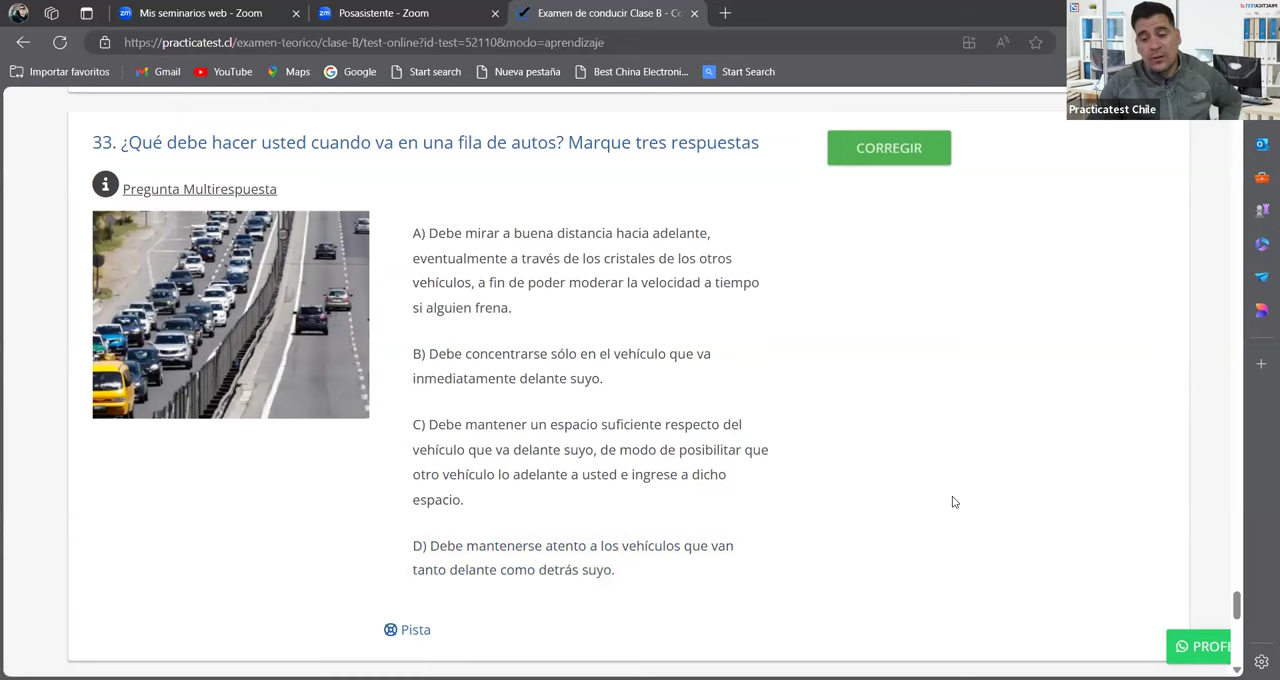 Mis seminarios web - Zoom
Posasistente - Zoom
Examen de conducir Clase B - Co
https://practicatest.cl/examen-teorico/clase-B/test-online?id-test=52110&modo=aprendizaje
Importar favoritos
Gmail
YouTube
Maps
Google
Start search
Nueva pestaña
Best China Electroni...
Start Search
Practicatest Chile
33. ¿Qué debe hacer usted cuando va en una fila de autos? Marque tres respuestas
CORREGIR
Pregunta Multirespuesta
A) Debe mirar a buena distancia hacia adelante,
eventualmente a través de los cristales de los otros
vehículos, a fin de poder moderar la velocidad a tiempo
si alguien frena.
B) Debe concentrarse sólo en el vehículo que va
inmediatamente delante suyo.
C) Debe mantener un espacio suficiente respecto del
vehículo que va delante suyo, de modo de posibilitar que
otro vehículo lo adelante a usted e ingrese a dicho
espacio.
D) Debe mantenerse atento a los vehículos que van
tanto delante como detrás suyo.
Pista
PROFE